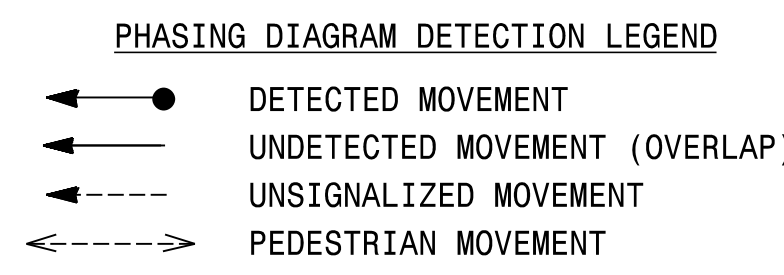 PHASING DIAGRAM DETECTION LEGEND
DETECTED MOVEMENT
UNDETECTED MOVEMENT (OVERLAP)
UNSIGNALIZED MOVEMENT
PEDESTRIAN MOVEMENT